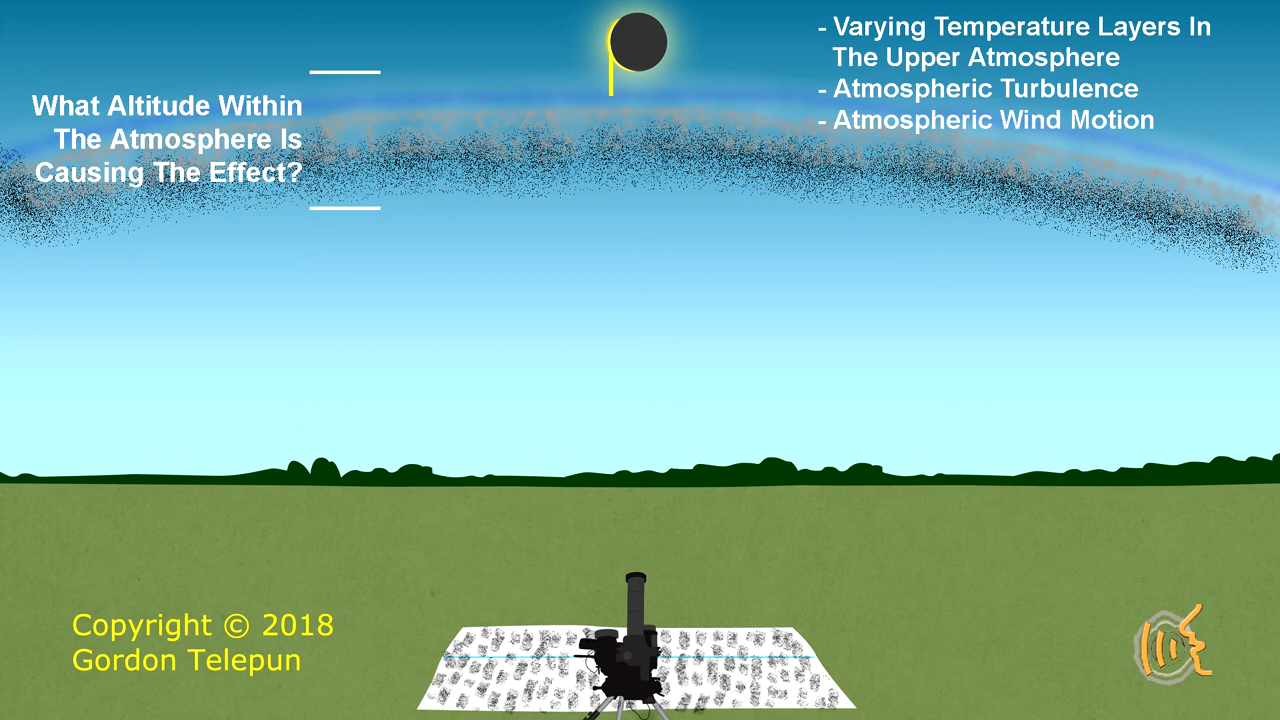 What Altitude Within
The Atmosphere Is
Causing The Effect?
- Varying Temperature Layers In
The Upper Atmosphere
- Atmospheric Turbulence
- Atmospheric Wind Motion
Copyright © 2018
Gordon Telepun